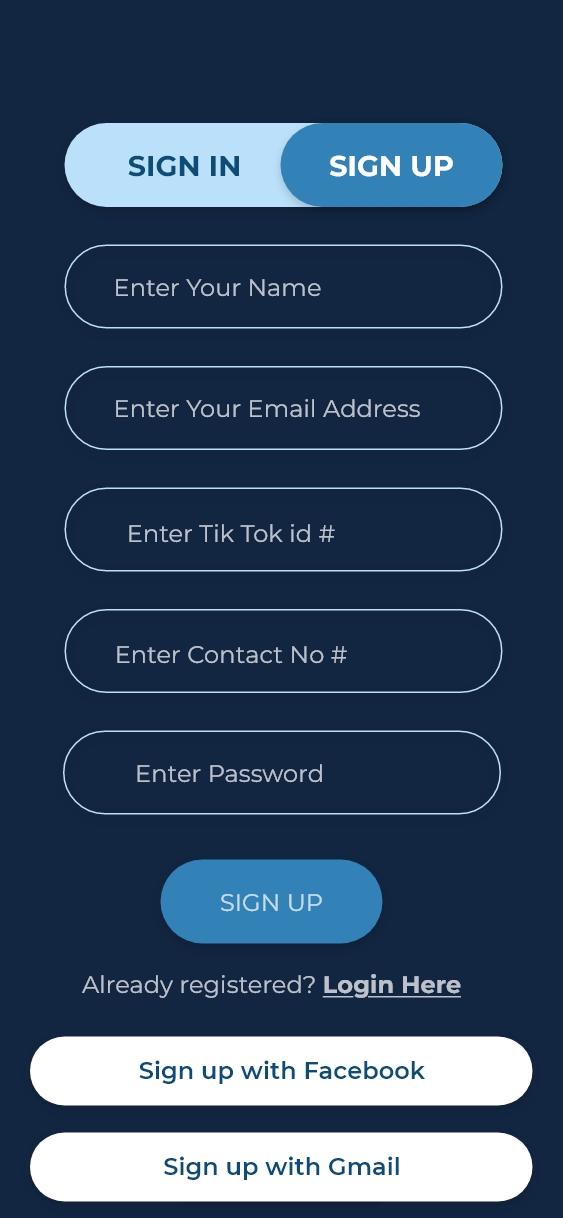 SIGN IN SIGN UP
Enter Your Name
Enter Your Email Address
Enter Tik Tok id #
Enter Contact No #
Enter Password
SIGN UP
Already registered? Login Here
Sign up with Facebook
Sign up with Gmail